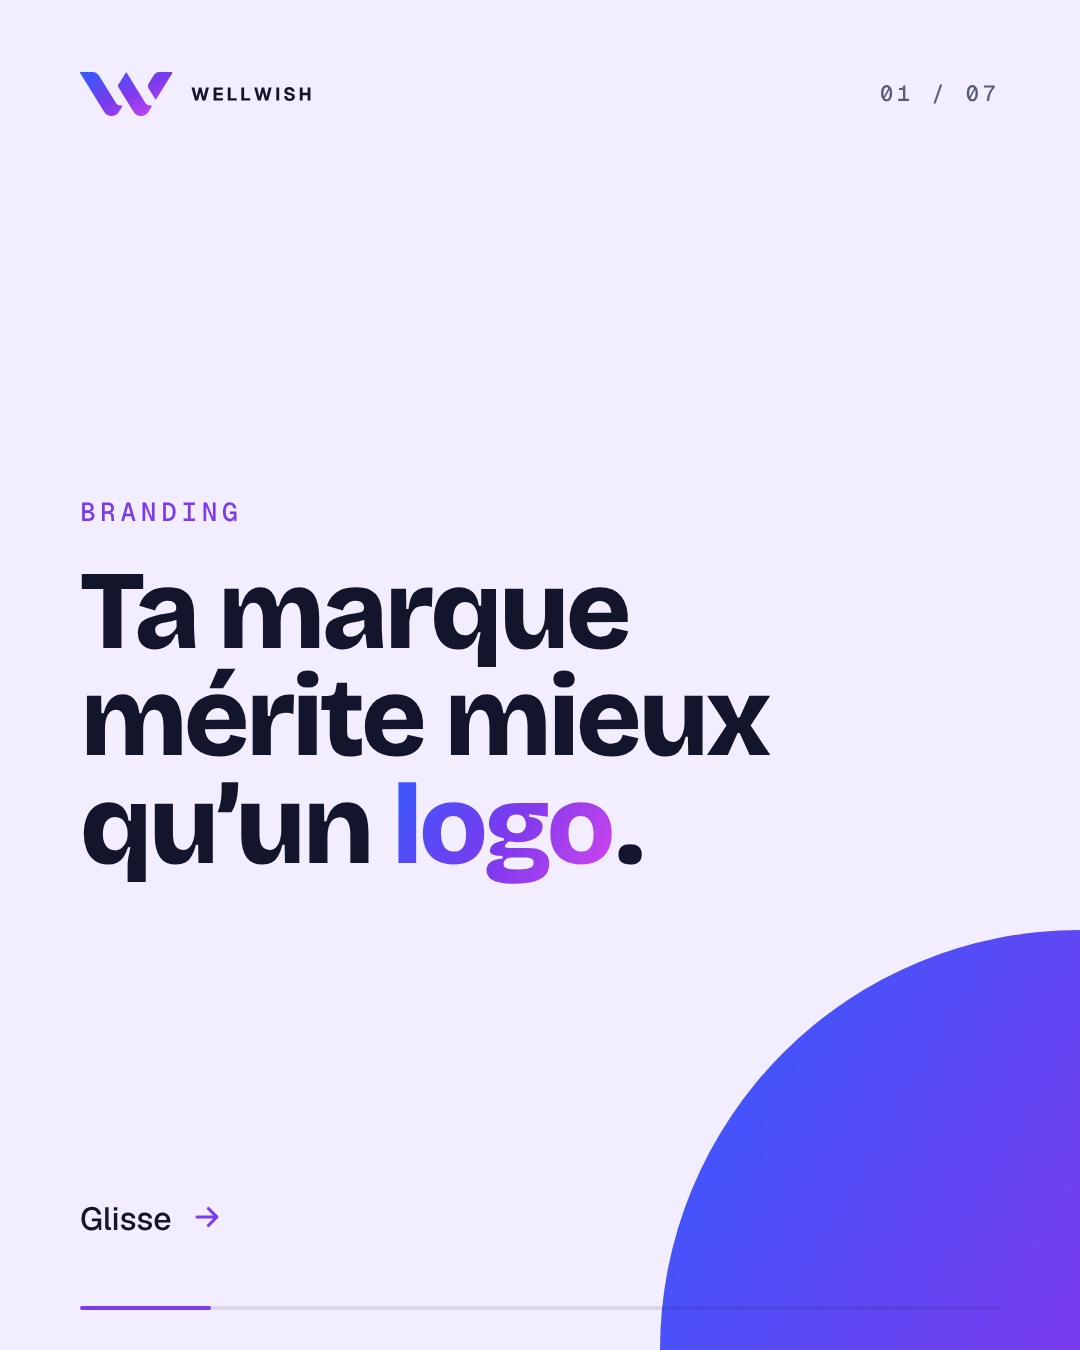 WELLWISH
01 / 07
BRANDING
Ta marque
mérite mieux
qu’un logo.
Glisse →